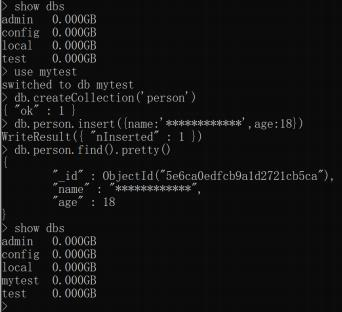 > show dbs
admin   0.000GB
config  0.000GB
local   0.000GB
test    0.000GB
> use mytest
switched to db mytest
> db.createCollection('person')
{ "ok" : 1 }
> db.person.insert({name:'************',age:18})
WriteResult({ "nInserted" : 1 })
> db.person.find().pretty()
{
        "_id" : ObjectId("5e6ca0edfcb9a1d2721cb5ca"),
        "name" : "************",
        "age" : 18
}
> show dbs
admin   0.000GB
config  0.000GB
local   0.000GB
mytest  0.000GB
test    0.000GB
>